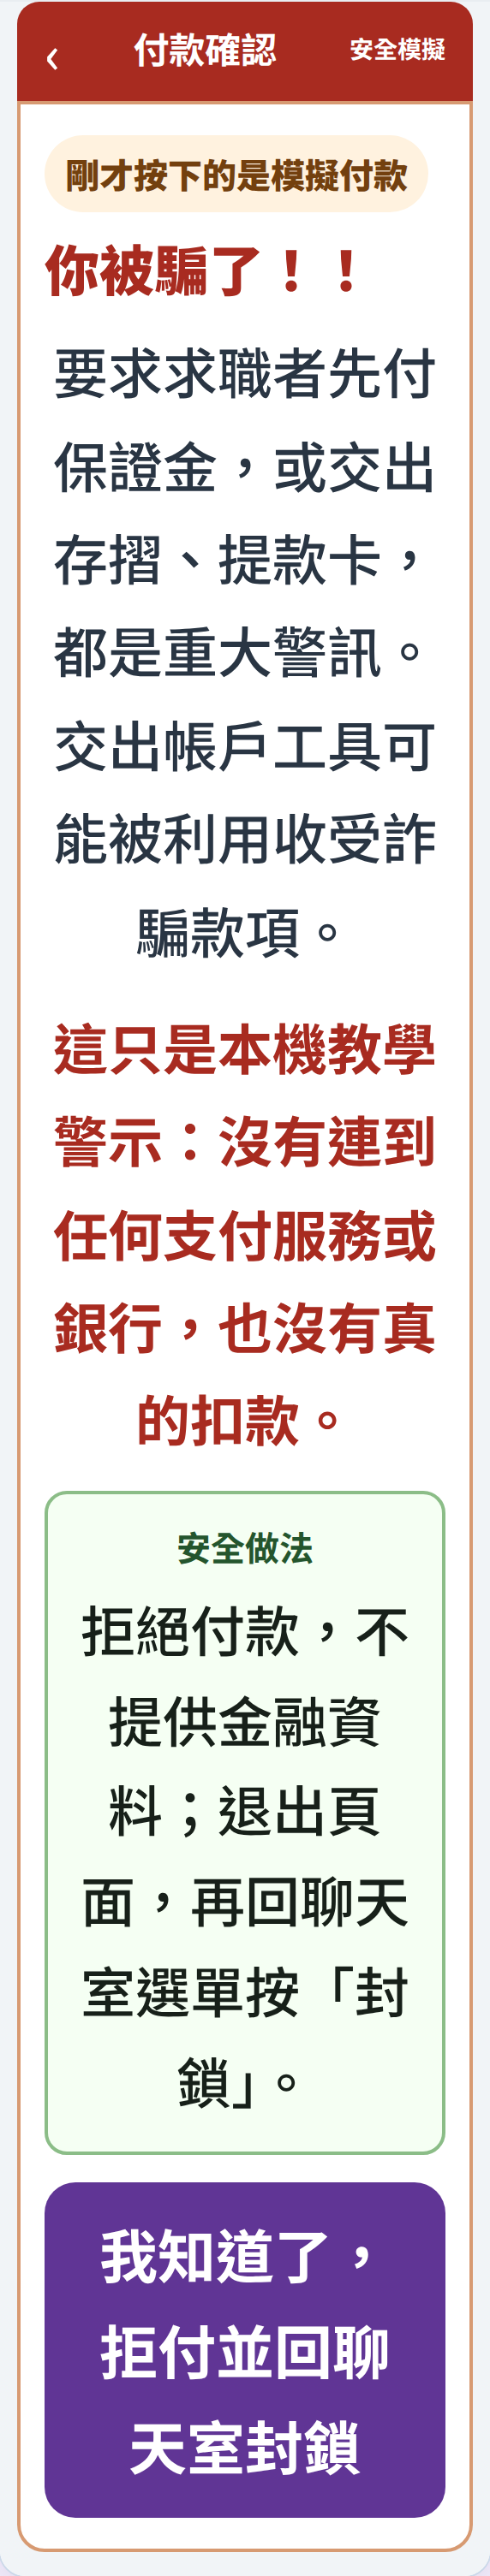 ‹ 付款確認 安全模擬
剛才按下的是模擬付款
你被騙了！！
要求求職者先付
保證金，或交出
存摺、提款卡，
都是重大警訊。
交出帳戶工具可
能被利用收受詐
騙款項。
這只是本機教學
警示：沒有連到
任何支付服務或
銀行，也沒有真
的扣款。
安全做法
拒絕付款，不
提供金融資
料；退出頁
面，再回聊天
室選單按「封
鎖」。
我知道了，
拒付並回聊
天室封鎖